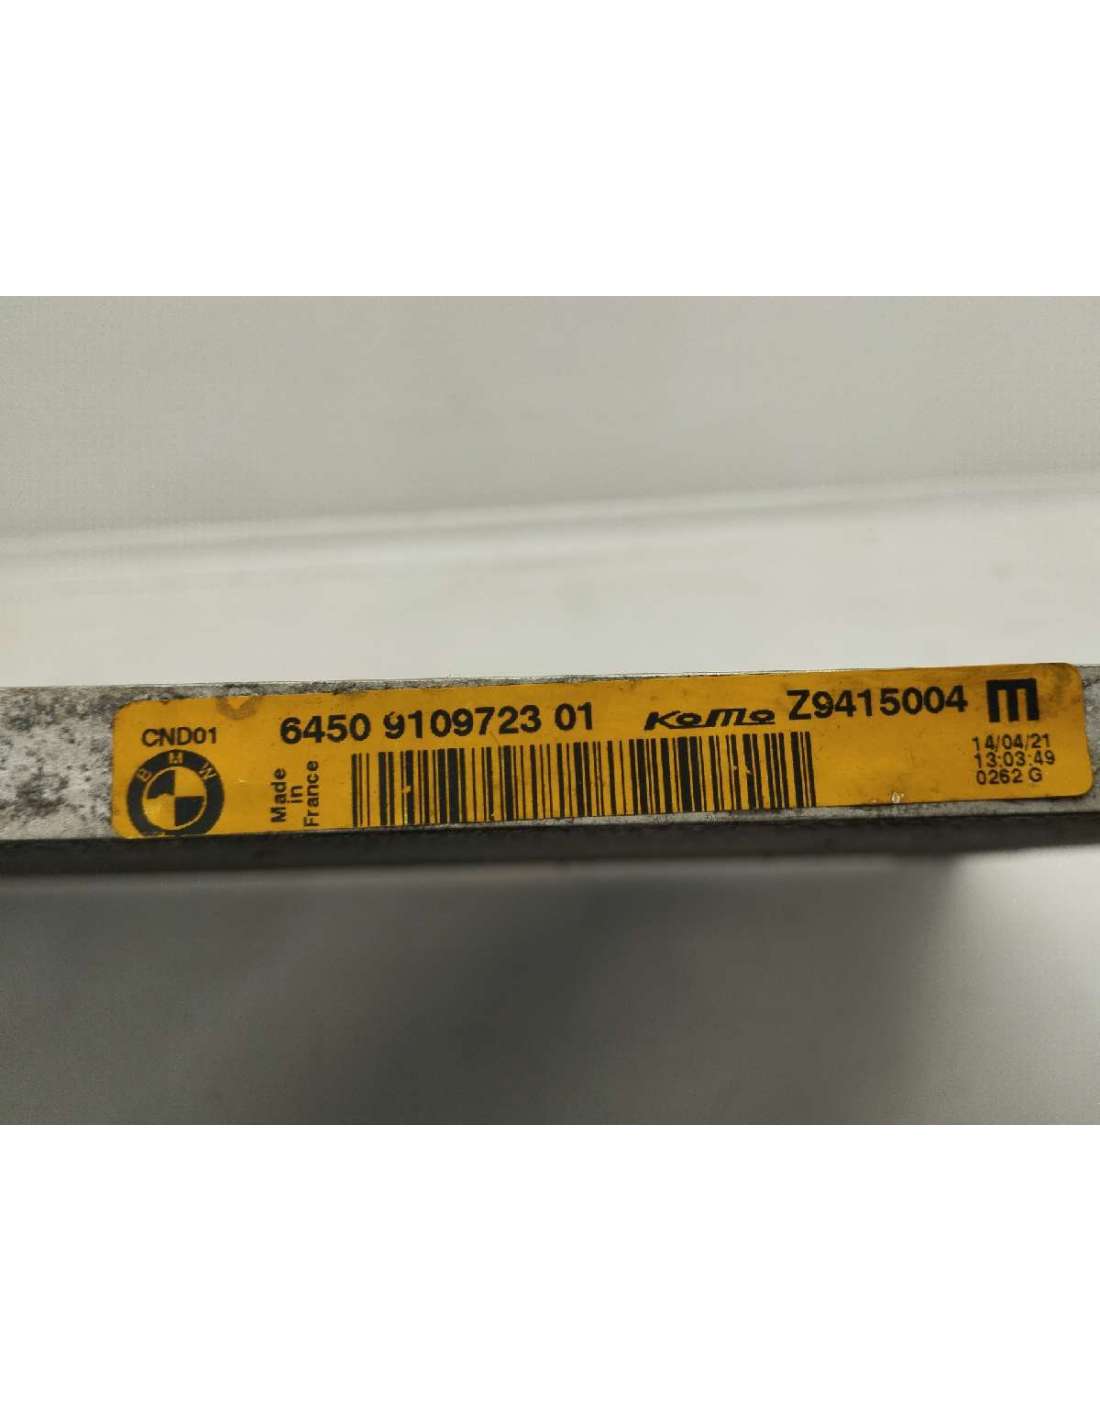 CND01
BMW
Made
in
France
6450 9109723 01
KoMo
Z9415004
14/04/21
13:03:49
0262 G